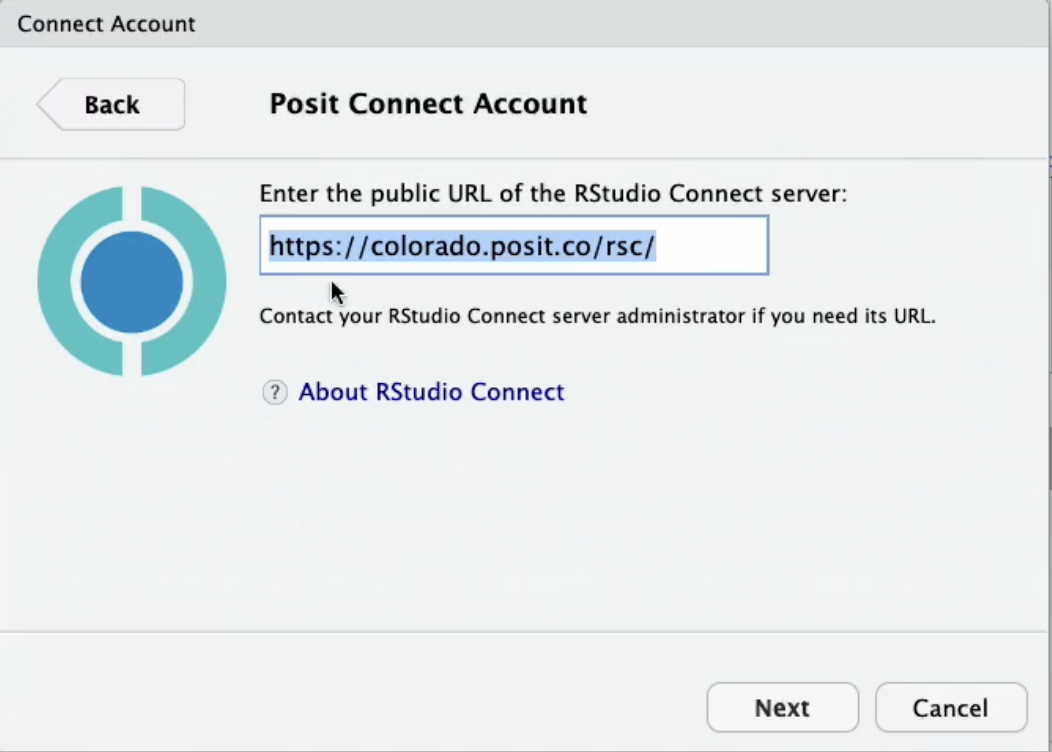 Connect Account
Back
Posit Connect Account
Enter the public URL of the RStudio Connect server:
https://colorado.posit.co/rsc/
Contact your RStudio Connect server administrator if you need its URL.
? About RStudio Connect
Next
Cancel